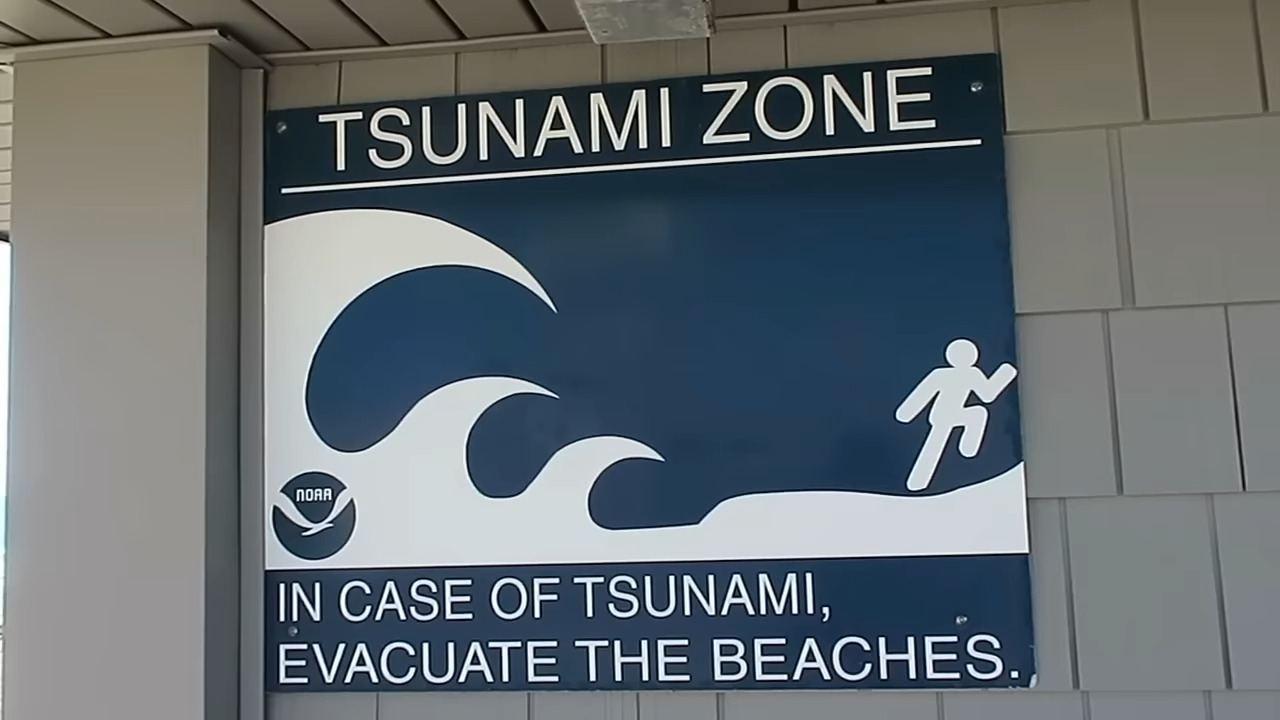 TSUNAMI ZONE
NOAA
IN CASE OF TSUNAMI,
EVACUATE THE BEACHES.